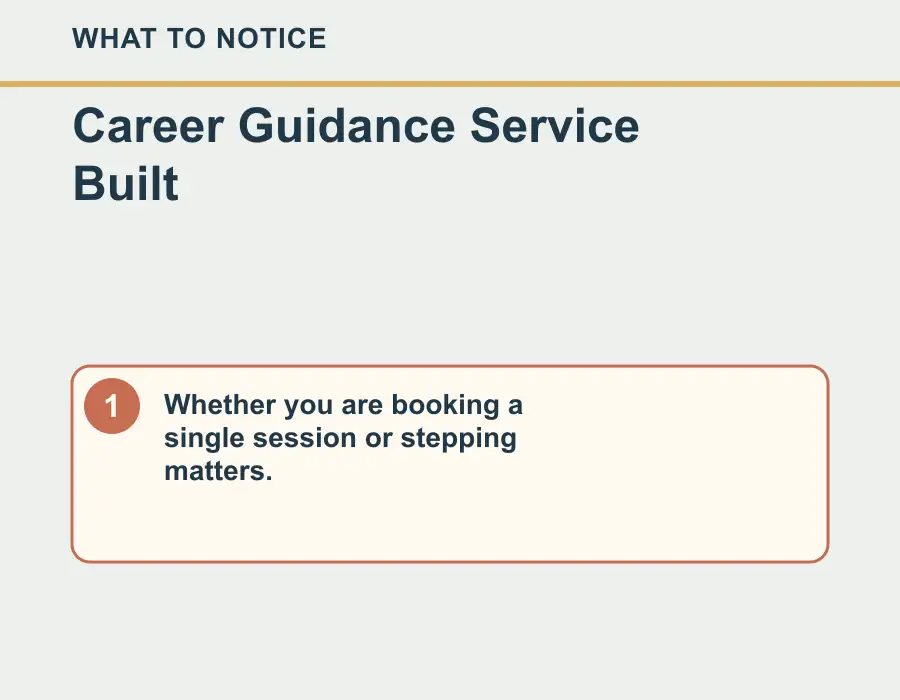 WHAT TO NOTICE
Career Guidance Service
Built
1
Whether you are booking a
single session or stepping
matters.